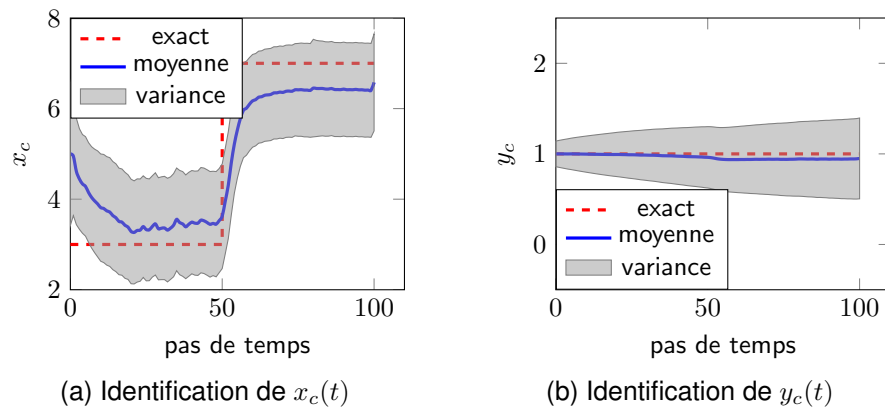 8
6
4
2
0
50
100
x_c
pas de temps
exact
moyenne
variance
(a) Identification de x_c(t)
2
1
0
0
50
100
y_c
pas de temps
exact
moyenne
variance
(b) Identification de y_c(t)